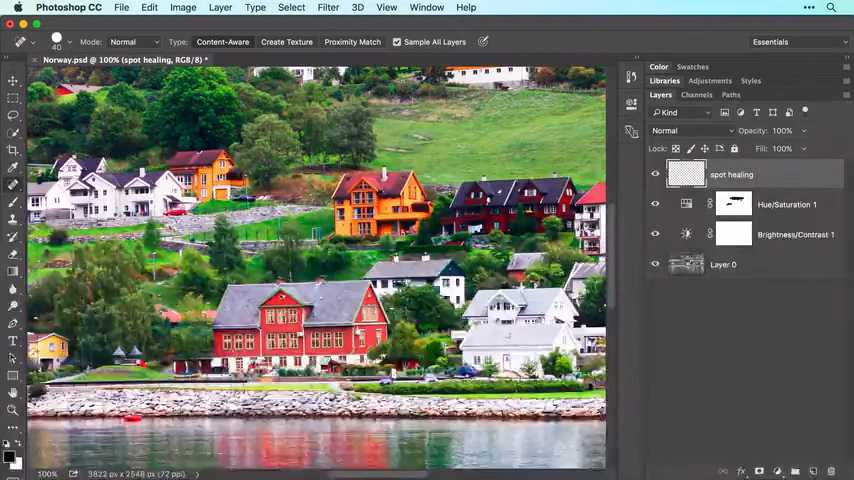 Photoshop CC File Edit Image Layer Type Select Filter 3D View Window Help
40 Mode: Normal Type: Content-Aware Create Texture Proximity Match Sample All Layers Essentials
Norway.psd @ 100% (spot healing, RGB/8) *
Color Swatches
Libraries Adjustments Styles
Layers Channels Paths
Kind
Normal Opacity: 100%
Lock: Fill: 100%
spot healing
Hue/Saturation 1
Brightness/Contrast 1
Layer 0
100% 3822 px x 2548 px (72 ppi)
fx